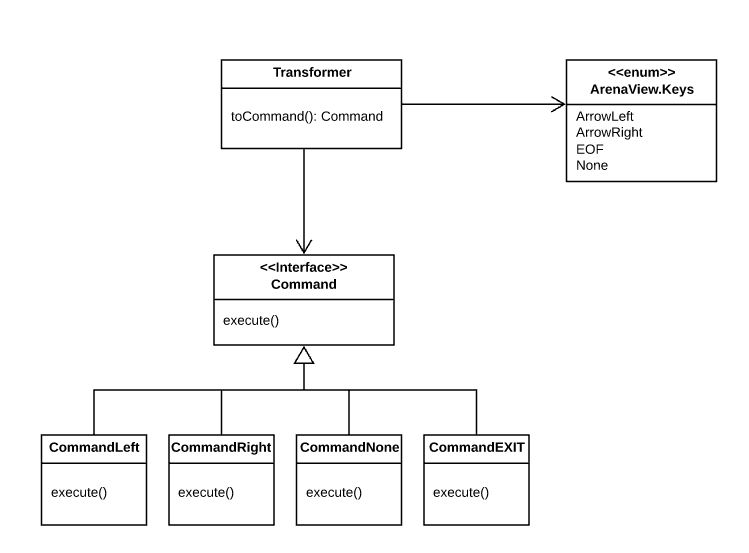 Transformer
toCommand(): Command
<<enum>>
ArenaView.Keys
ArrowLeft
ArrowRight
EOF
None
<<Interface>>
Command
execute()
CommandLeft
execute()
CommandRight
execute()
CommandNone
execute()
CommandEXIT
execute()